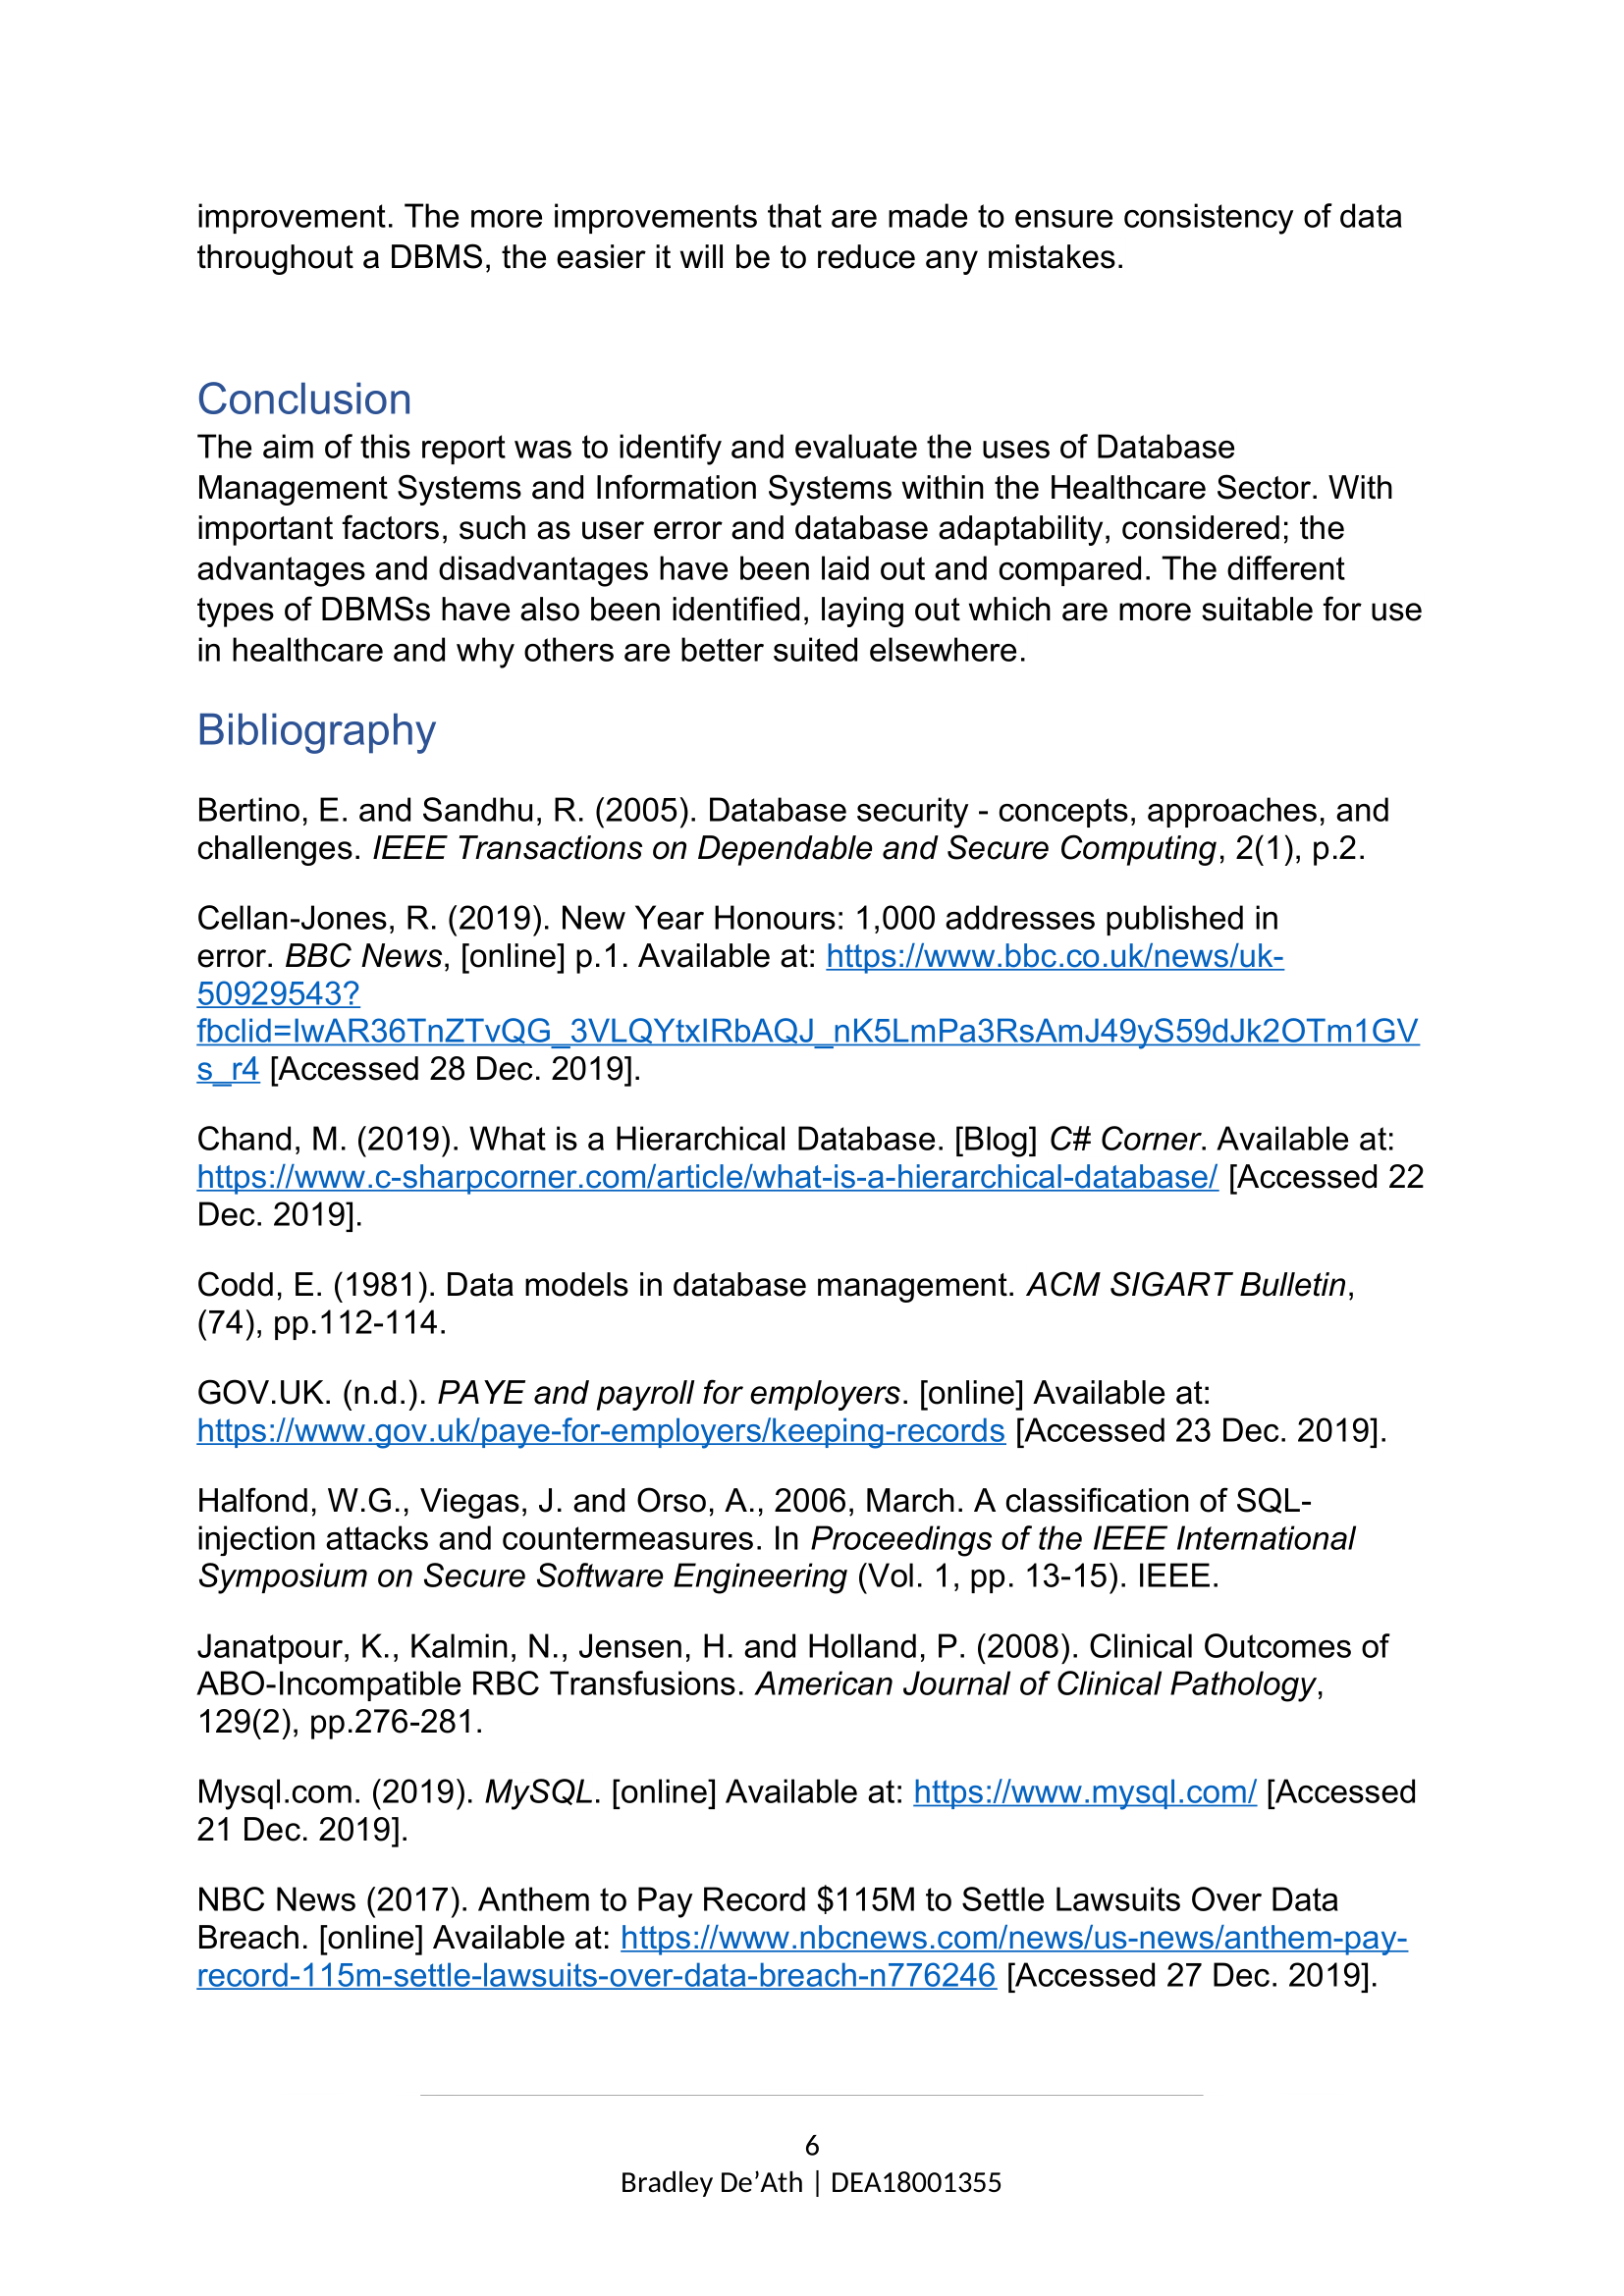 improvement. The more improvements that are made to ensure consistency of data
throughout a DBMS, the easier it will be to reduce any mistakes.
Conclusion
The aim of this report was to identify and evaluate the uses of Database
Management Systems and Information Systems within the Healthcare Sector. With
important factors, such as user error and database adaptability, considered; the
advantages and disadvantages have been laid out and compared. The different
types of DBMSs have also been identified, laying out which are more suitable for use
in healthcare and why others are better suited elsewhere.
Bibliography
Bertino, E. and Sandhu, R. (2005). Database security - concepts, approaches, and
challenges. IEEE Transactions on Dependable and Secure Computing, 2(1), p.2.
Cellan-Jones, R. (2019). New Year Honours: 1,000 addresses published in
error. BBC News, [online] p.1. Available at: https://www.bbc.co.uk/news/uk-
50929543?
fbclid=IwAR36TnZTvQG_3VLQYtxIRbAQJ_nK5LmPa3RsAmJ49yS59dJk2OTm1GV
s_r4 [Accessed 28 Dec. 2019].
Chand, M. (2019). What is a Hierarchical Database. [Blog] C# Corner. Available at:
https://www.c-sharpcorner.com/article/what-is-a-hierarchical-database/ [Accessed 22
Dec. 2019].
Codd, E. (1981). Data models in database management. ACM SIGART Bulletin,
(74), pp.112-114.
GOV.UK. (n.d.). PAYE and payroll for employers. [online] Available at:
https://www.gov.uk/paye-for-employers/keeping-records [Accessed 23 Dec. 2019].
Halfond, W.G., Viegas, J. and Orso, A., 2006, March. A classification of SQL-
injection attacks and countermeasures. In Proceedings of the IEEE International
Symposium on Secure Software Engineering (Vol. 1, pp. 13-15). IEEE.
Janatpour, K., Kalmin, N., Jensen, H. and Holland, P. (2008). Clinical Outcomes of
ABO-Incompatible RBC Transfusions. American Journal of Clinical Pathology,
129(2), pp.276-281.
Mysql.com. (2019). MySQL. [online] Available at: https://www.mysql.com/ [Accessed
21 Dec. 2019].
NBC News (2017). Anthem to Pay Record $115M to Settle Lawsuits Over Data
Breach. [online] Available at: https://www.nbcnews.com/news/us-news/anthem-pay-
record-115m-settle-lawsuits-over-data-breach-n776246 [Accessed 27 Dec. 2019].
6
Bradley De’Ath | DEA18001355